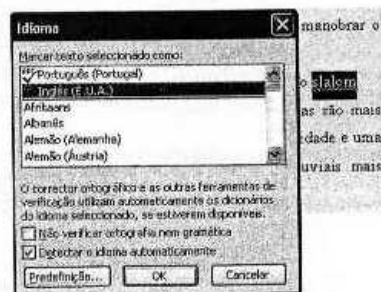 Idioma
manobrar o
Marcar texto seleccionado como:
Português (Portugal)
Inglês (E.U.A.)
o slalom
Afrikaans
as rão mais
Albanês
Alemão (Alemanha)
dade e uma
Alemão (Áustria)
uviais mais
O corrector ortográfico e as outras ferramentas de
verificação utilizam automaticamente os dicionários
do idioma seleccionado, se estiverem disponíveis.
Não verificar ortografia nem gramática
Detectar o idioma automaticamente
Predefinição... OK Cancelar